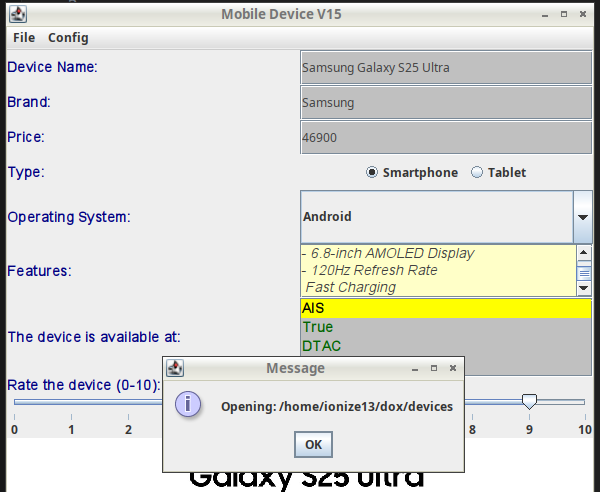 Mobile Device V15
File Config
Device Name:
Samsung Galaxy S25 Ultra
Brand:
Samsung
Price:
46900
Type:
Smartphone Tablet
Operating System:
Android
Features:
- 6.8-inch AMOLED Display
- 120Hz Refresh Rate
Fast Charging
The device is available at:
AIS
True
DTAC
Rate the device (0-10):
0 1 2 8 9 10
Message
Opening: /home/ionize13/dox/devices
OK
Galaxy S25 Ultra